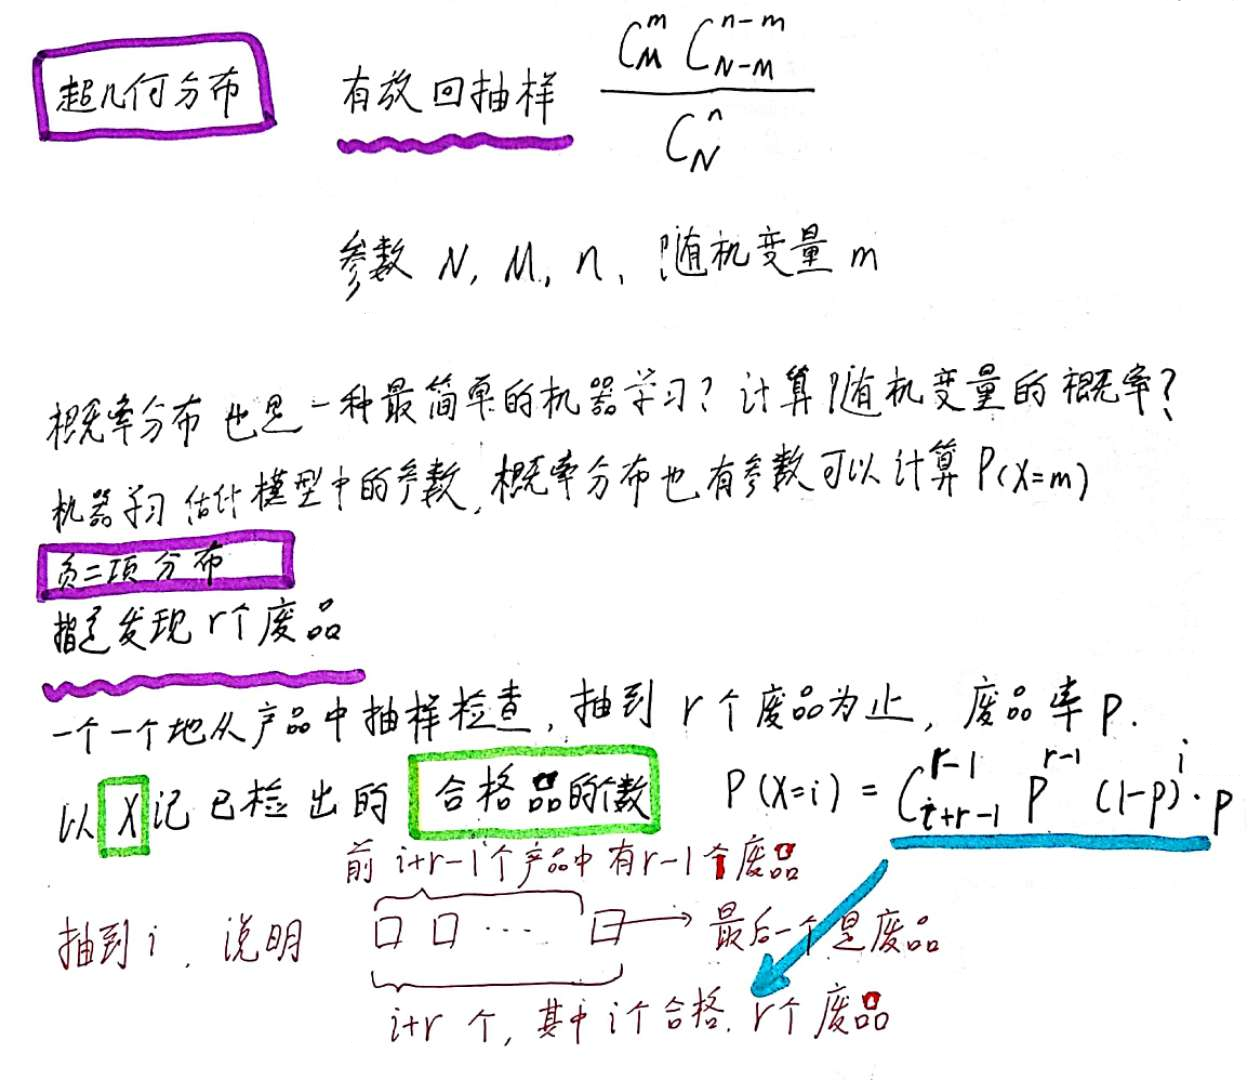 超几何分布 有放回抽样 C_M^m C_{N-M}^{n-m} / C_N^n
参数 N, M, n, 随机变量 m
概率分布也是一种最简单的机器学习? 计算随机变量的概率?
机器学习估计模型中的参数, 概率分布也有参数可以计算 P(X=m)
负二项分布
指定发现 r个废品
一个一个地从产品中抽样检查, 抽到 r个废品为止, 废品率 p.
以 X 记已检出的 合格品的个数 P(X=i) = C_{i+r-1}^{r-1} p^{r-1} (1-p)^i · p
前 i+r-1个产品中有r-1个废品
抽到 i, 说明 □ □ ··· □ → 最后一个是废品
i+r 个, 其中 i个合格, r个废品